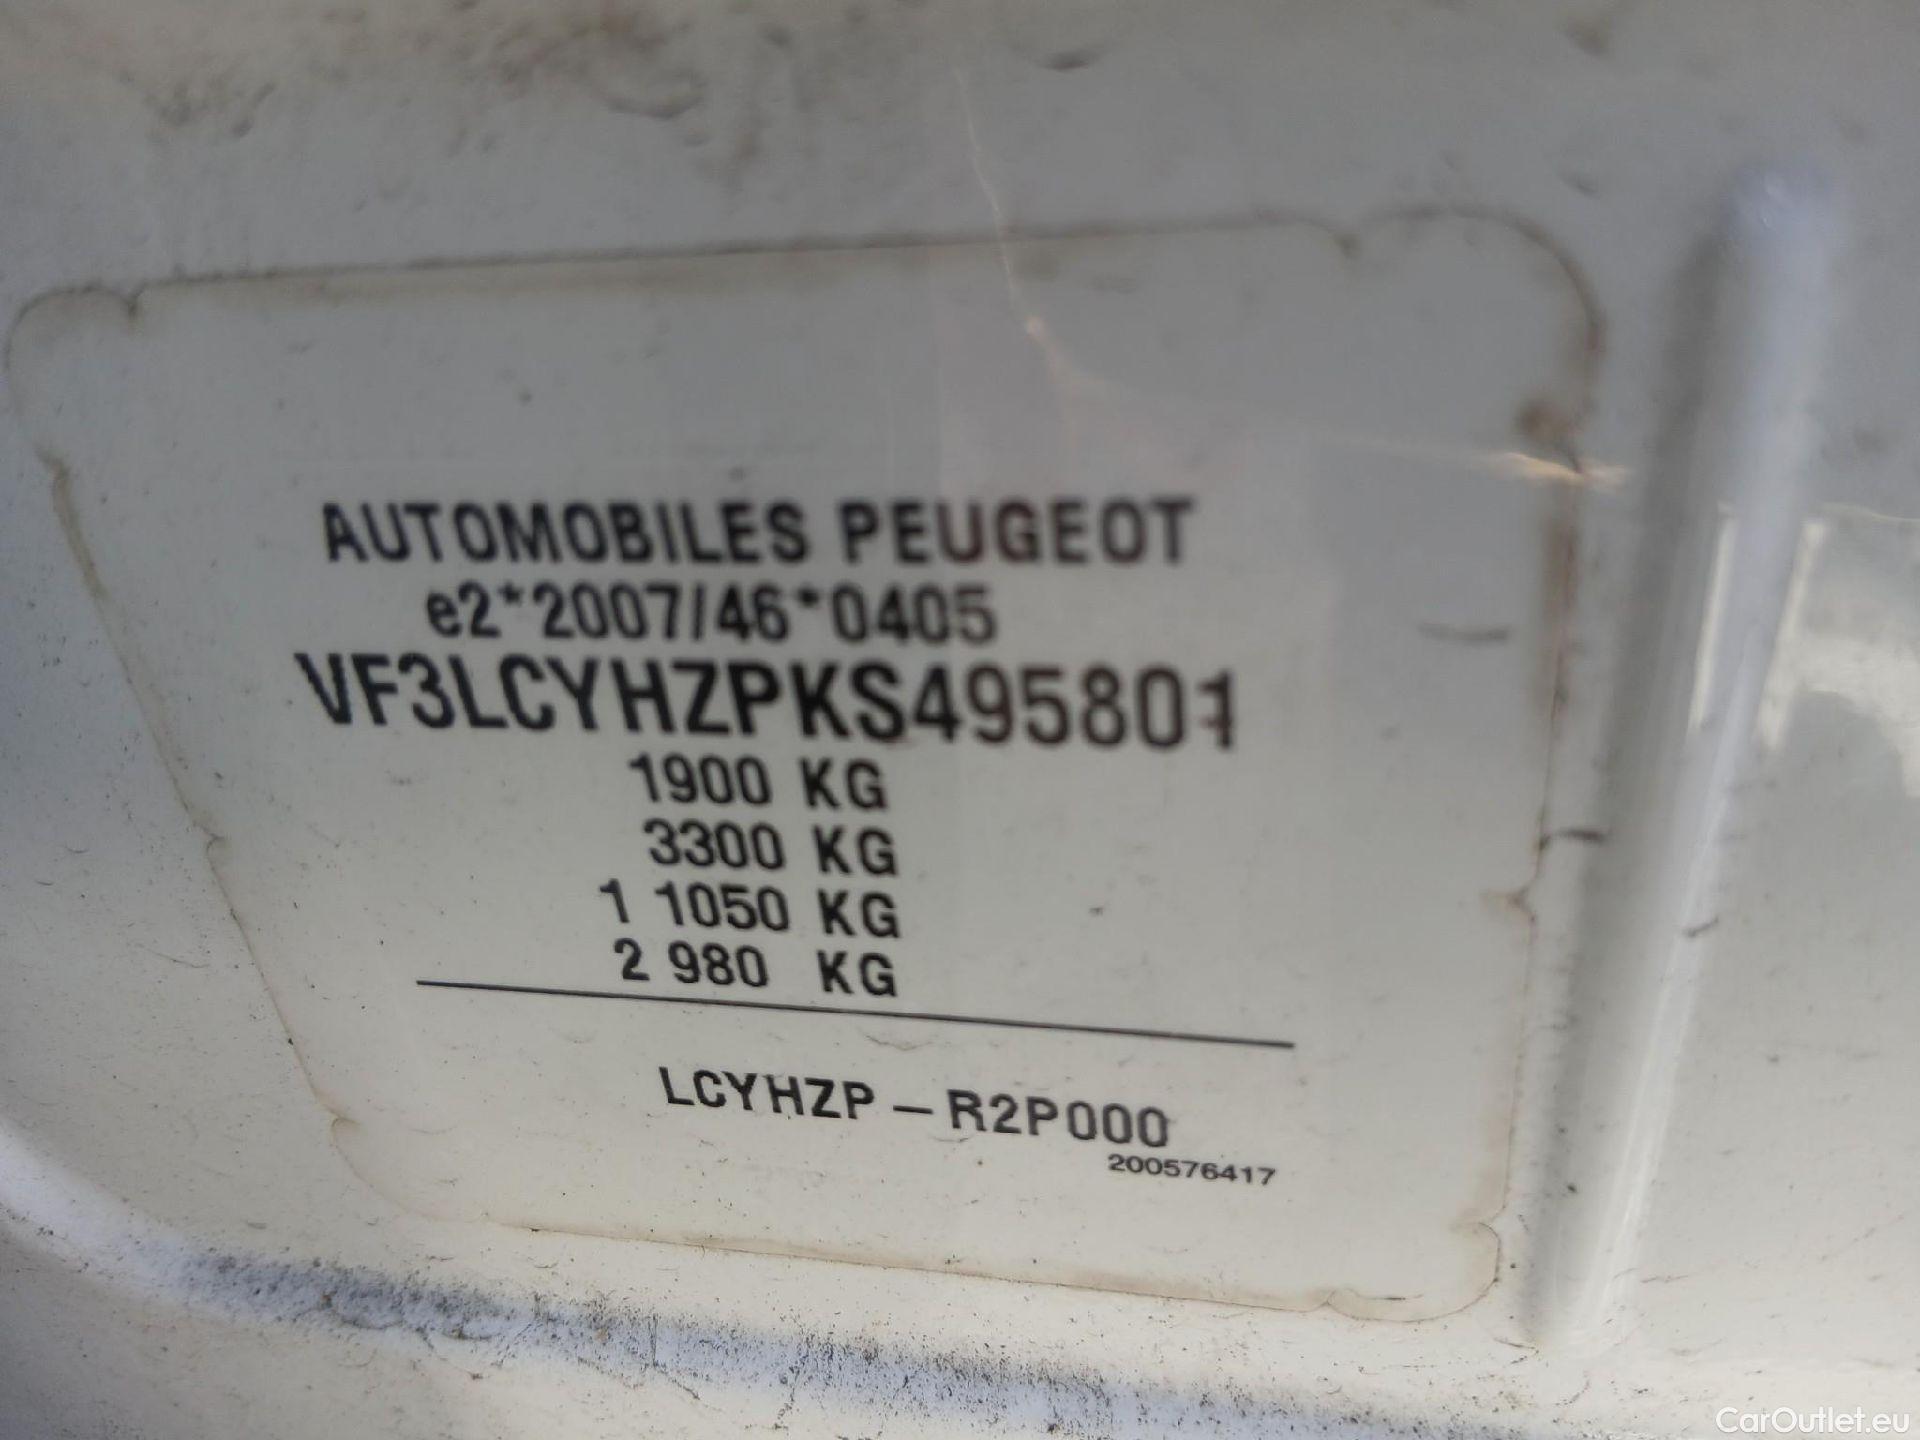 AUTOMOBILES PEUGEOT
e2*2007/46*0405
VF3LCYHZPKS495801
1900 KG
3300 KG
1 1050 KG
2 980 KG
LCYHZP – R2P000
200576417
CarOutlet.eu